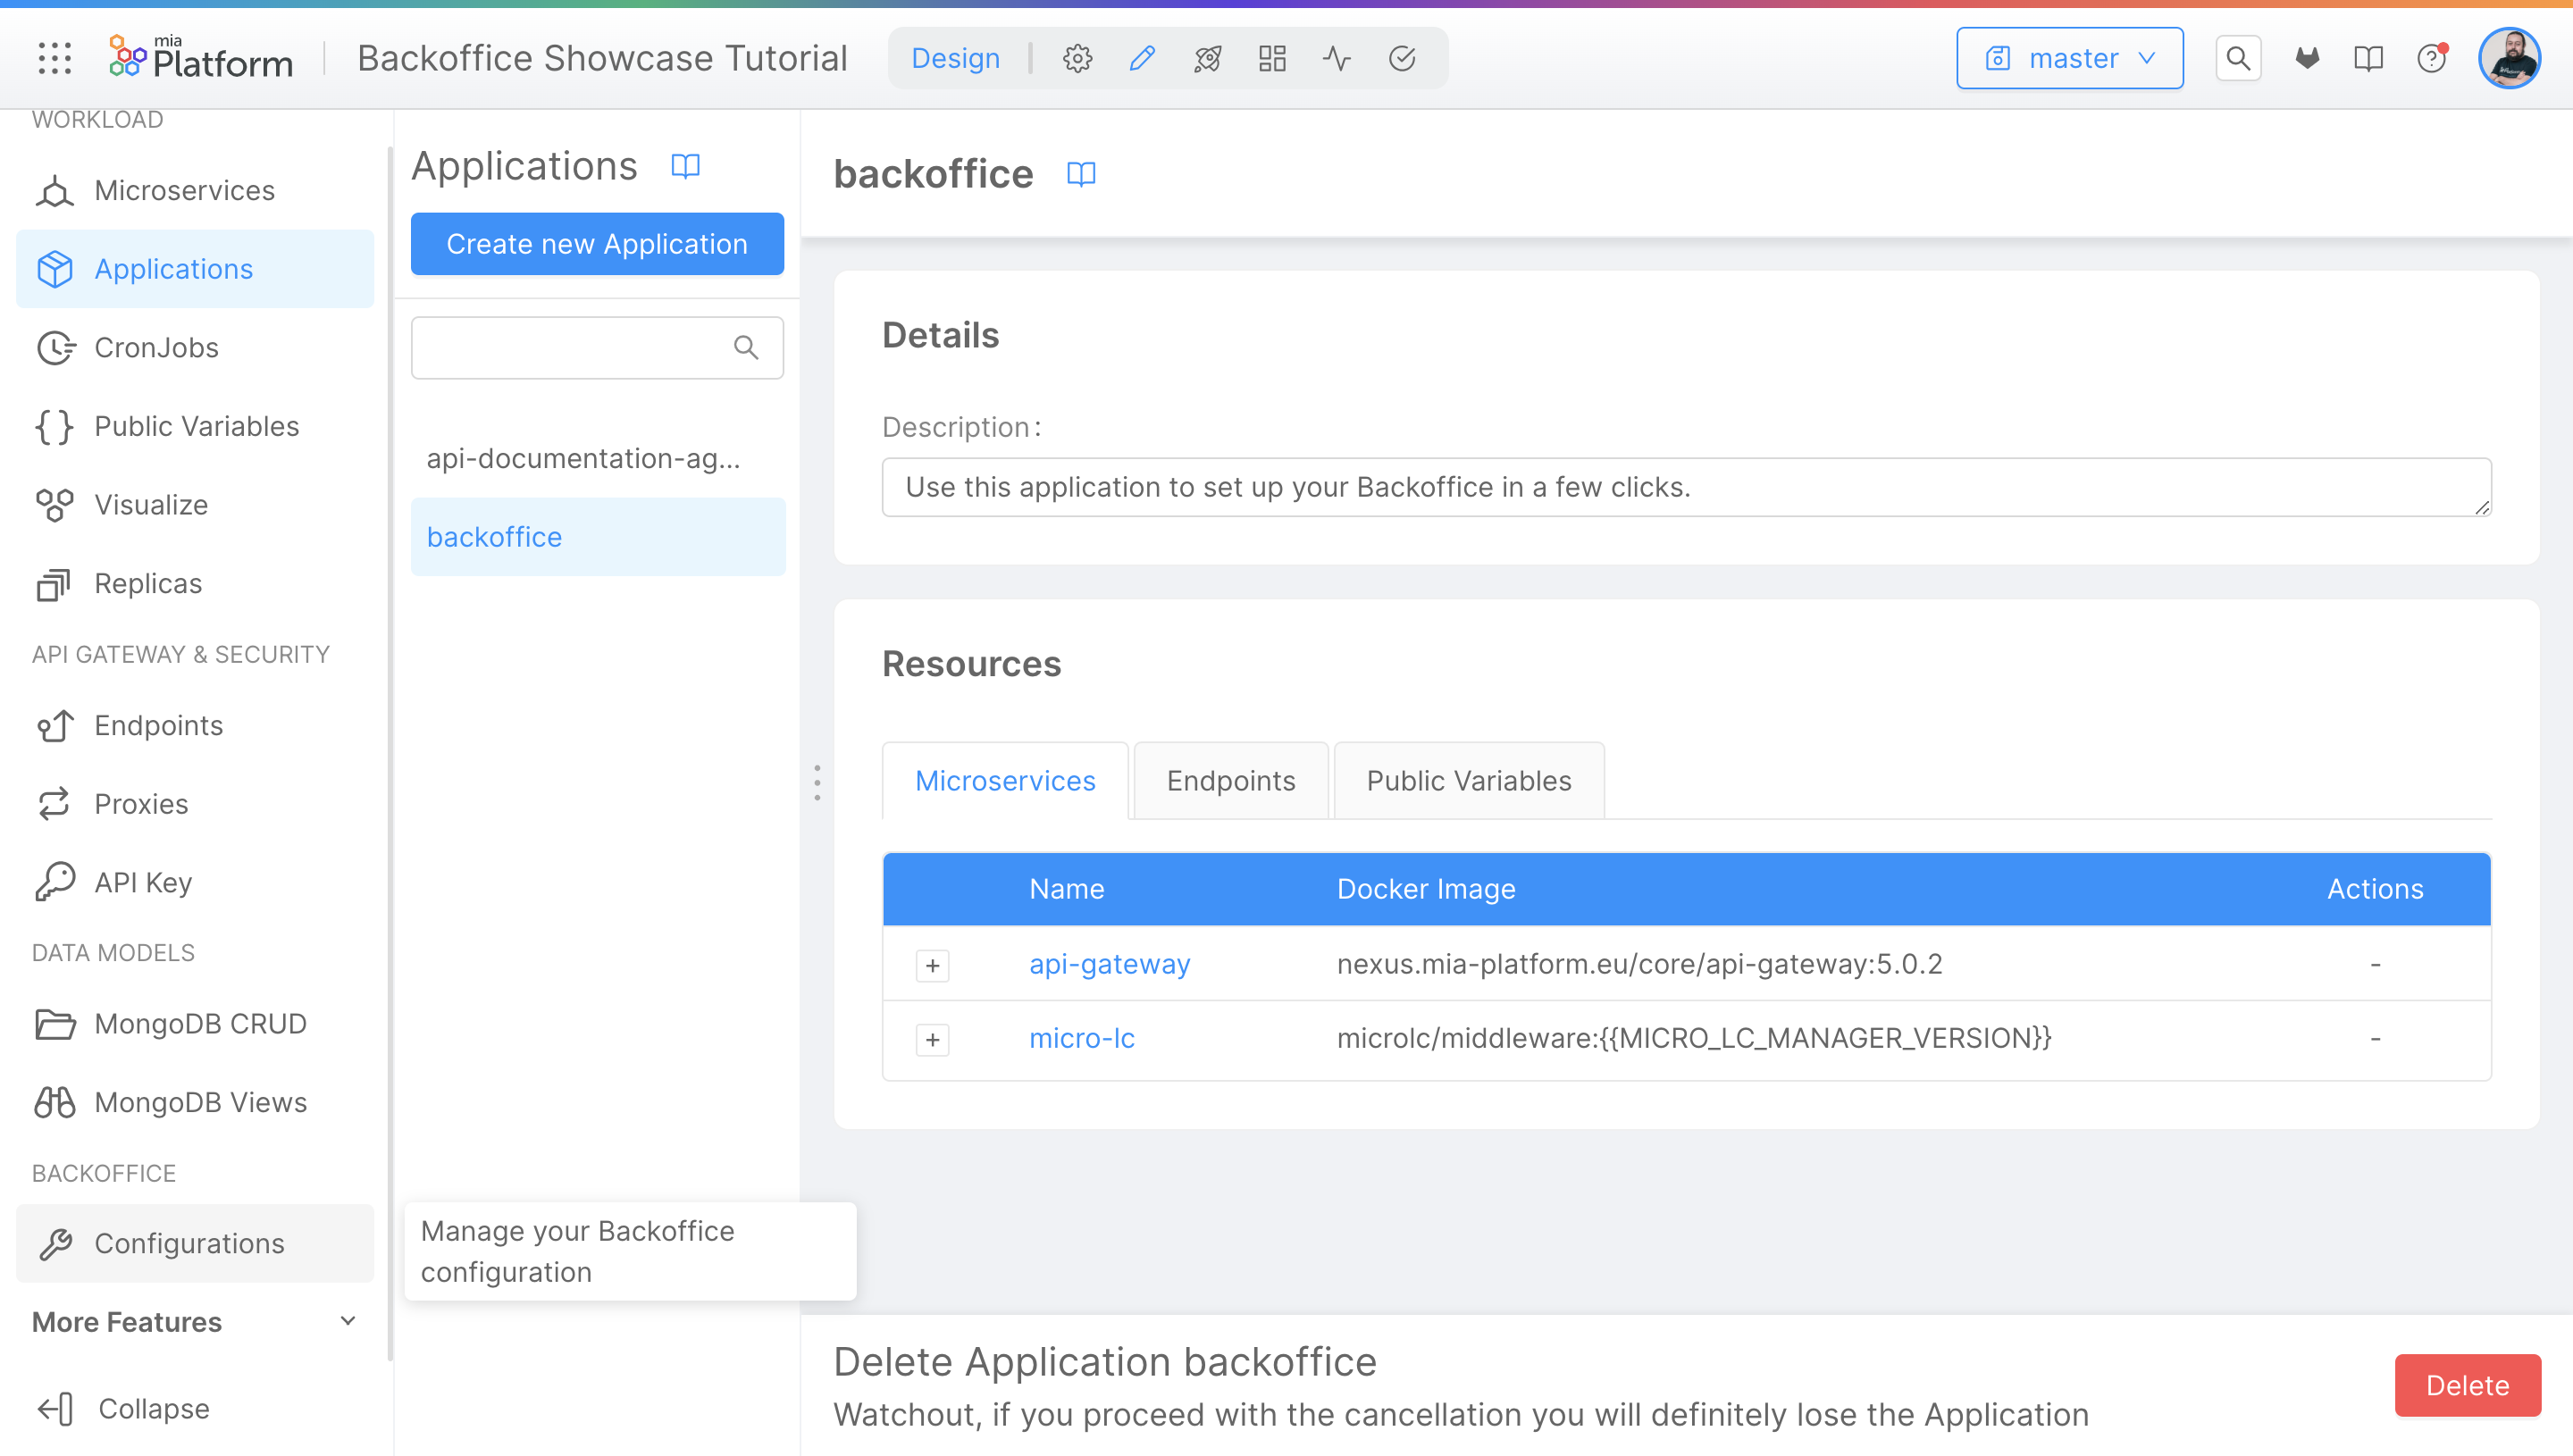 mia
Platform
Backoffice Showcase Tutorial
Design
master
WORKLOAD
Microservices
Applications
CronJobs
Public Variables
Visualize
Replicas
API GATEWAY & SECURITY
Endpoints
Proxies
API Key
DATA MODELS
MongoDB CRUD
MongoDB Views
BACKOFFICE
Configurations
More Features
Collapse
Applications
Create new Application
api-documentation-ag...
backoffice
Manage your Backoffice
configuration
backoffice
Details
Description:
Use this application to set up your Backoffice in a few clicks.
Resources
Microservices Endpoints Public Variables
Name Docker Image Actions
+ api-gateway nexus.mia-platform.eu/core/api-gateway:5.0.2 -
+ micro-lc microlc/middleware:{{MICRO_LC_MANAGER_VERSION}} -
Delete Application backoffice
Watchout, if you proceed with the cancellation you will definitely lose the Application
Delete